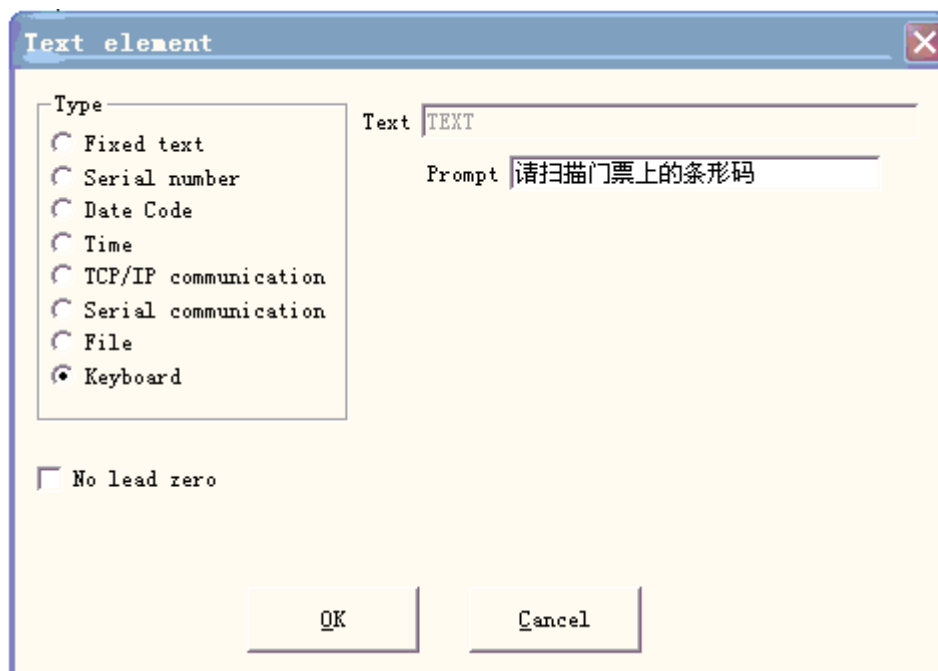 Text element
Type
Fixed text
Serial number
Date Code
Time
TCP/IP communication
Serial communication
File
Keyboard
Text TEXT
Prompt 请扫描门票上的条形码
No lead zero
OK Cancel